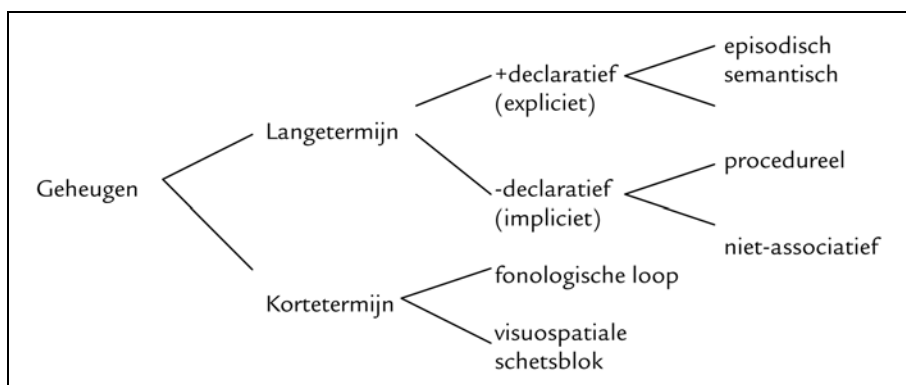 episodisch
semantisch
+declaratief
(expliciet)
Langetermijn
procedureel
Geheugen
-declaratief
(impliciet)
niet-associatief
fonologische loop
Kortetermijn
visuospatiale
schetsblok